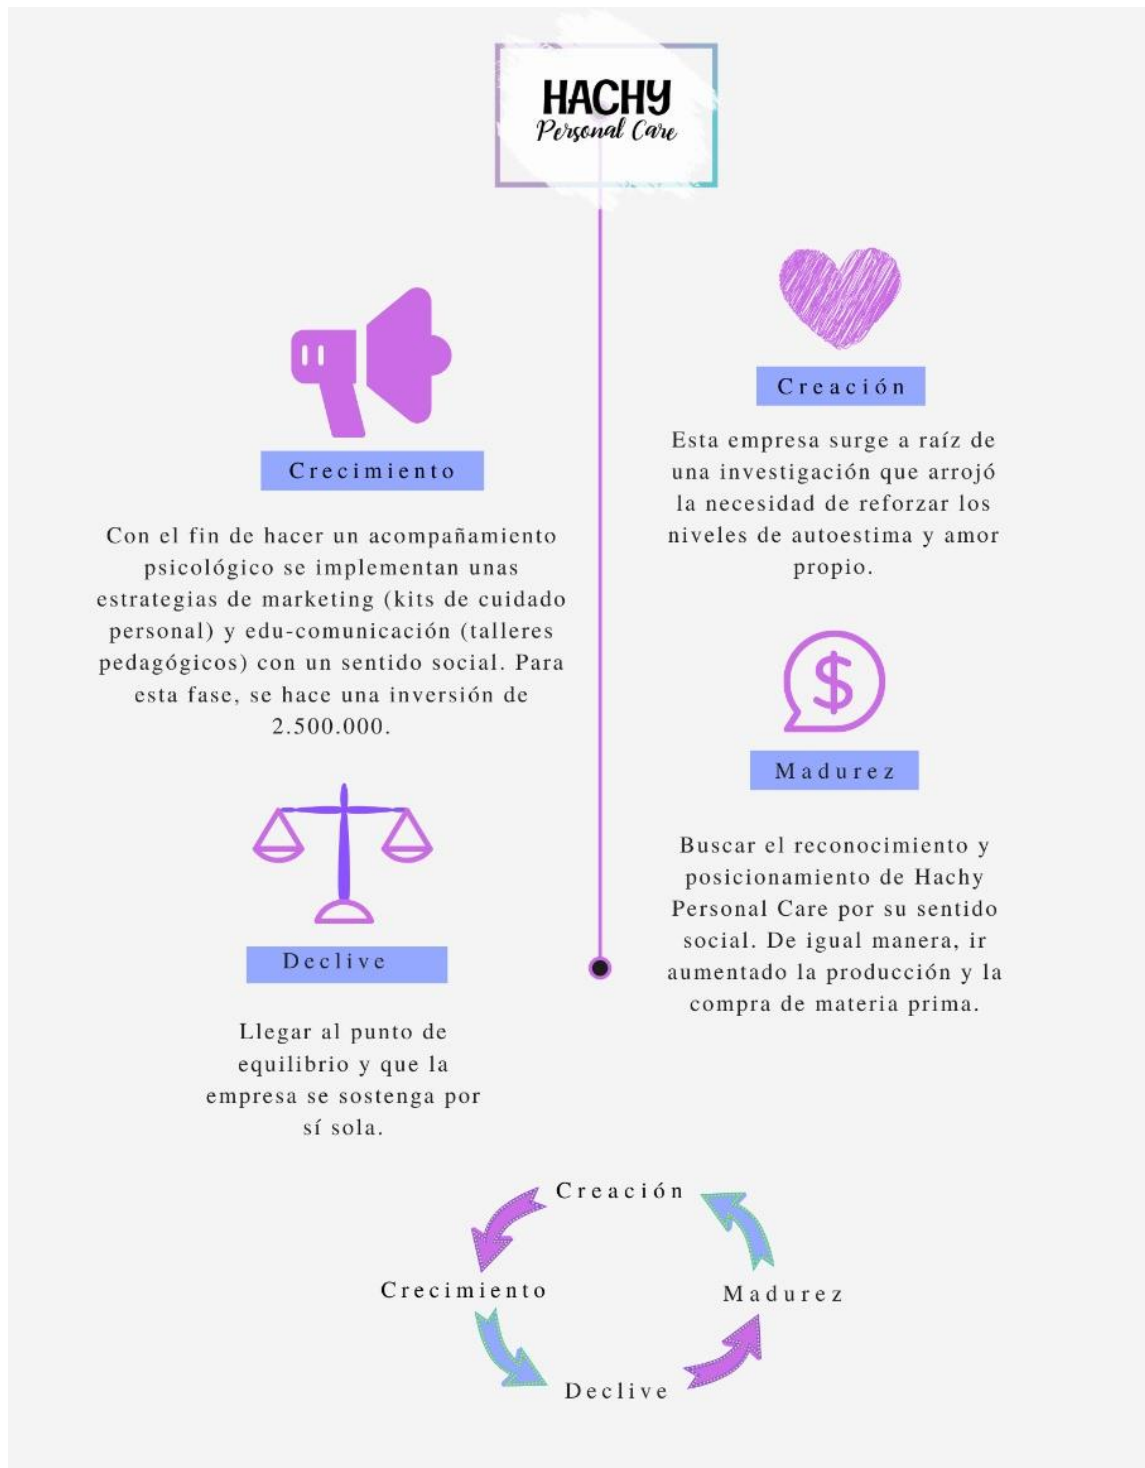 HACHY
Personal Care
Creación
Esta empresa surge a raíz de
una investigación que arrojó
la necesidad de reforzar los
niveles de autoestima y amor
propio.
Crecimiento
Con el fin de hacer un acompañamiento
psicológico se implementan unas
estrategias de marketing (kits de cuidado
personal) y edu-comunicación (talleres
pedagógicos) con un sentido social. Para
esta fase, se hace una inversión de
2.500.000.
Madurez
Buscar el reconocimiento y
posicionamiento de Hachy
Personal Care por su sentido
social. De igual manera, ir
aumentado la producción y la
compra de materia prima.
Declive
Llegar al punto de
equilibrio y que la
empresa se sostenga por
sí sola.
Creación
Crecimiento
Madurez
Declive